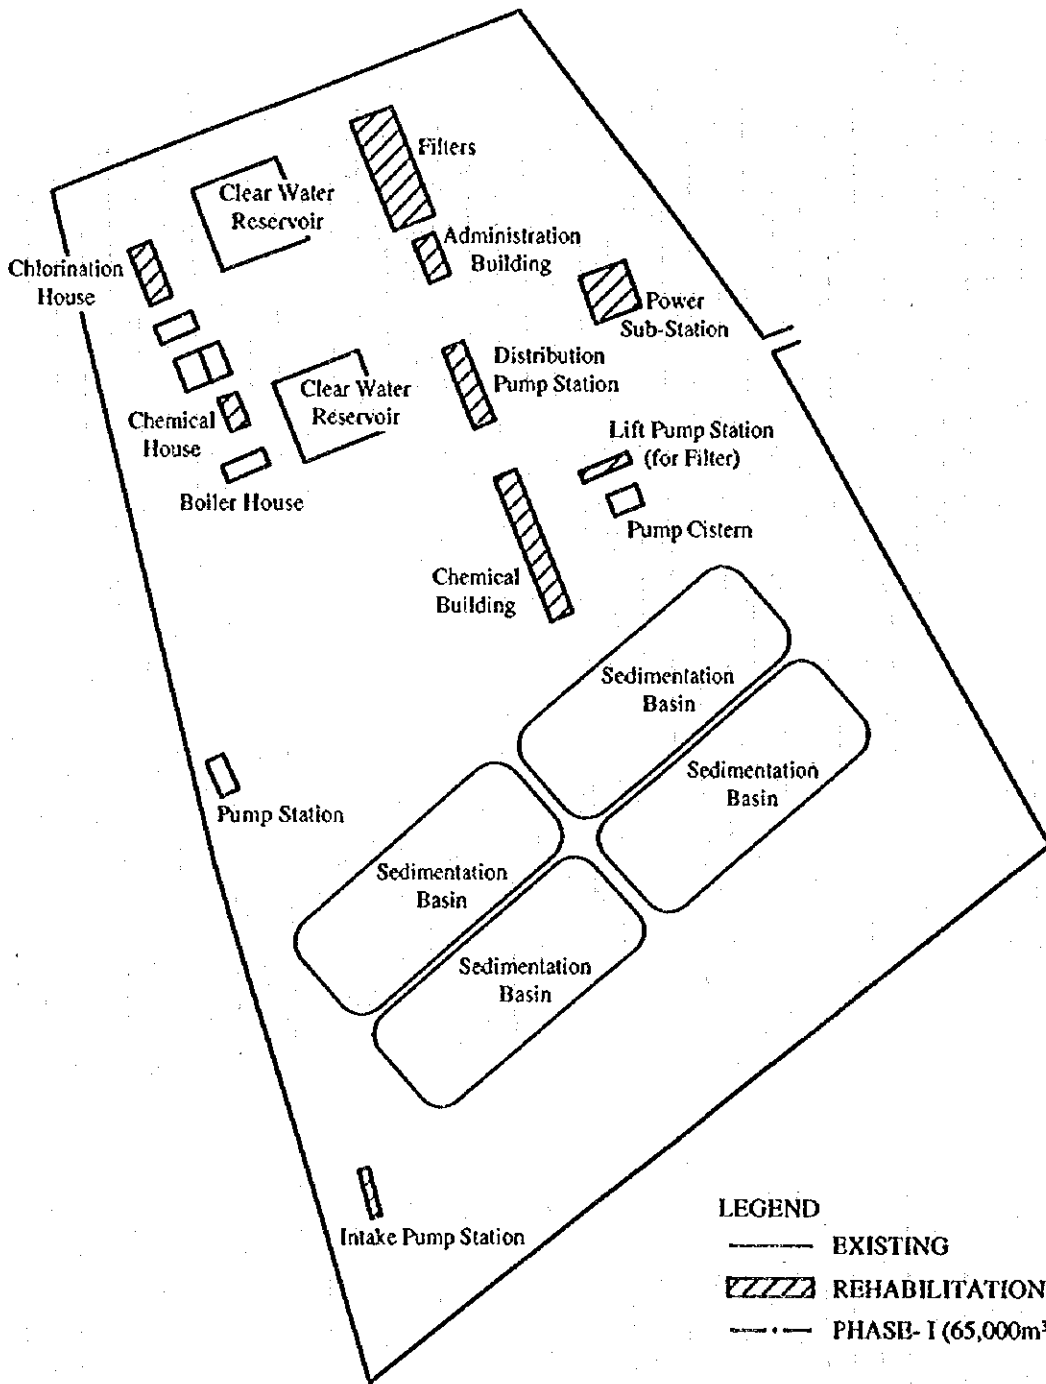 Filters
Clear Water
Reservoir
Administration
Building
Chlorination
House
Power
Sub-Station
Distribution
Pump Station
Clear Water
Reservoir
Chemical
House
Lift Pump Station
(for Filter)
Boiler House
Pump Cistern
Chemical
Building
Sedimentation
Basin
Sedimentation
Basin
Pump Station
Sedimentation
Basin
Sedimentation
Basin
Intake Pump Station
LEGEND
EXISTING
REHABILITATION
PHASE- I (65,000m³